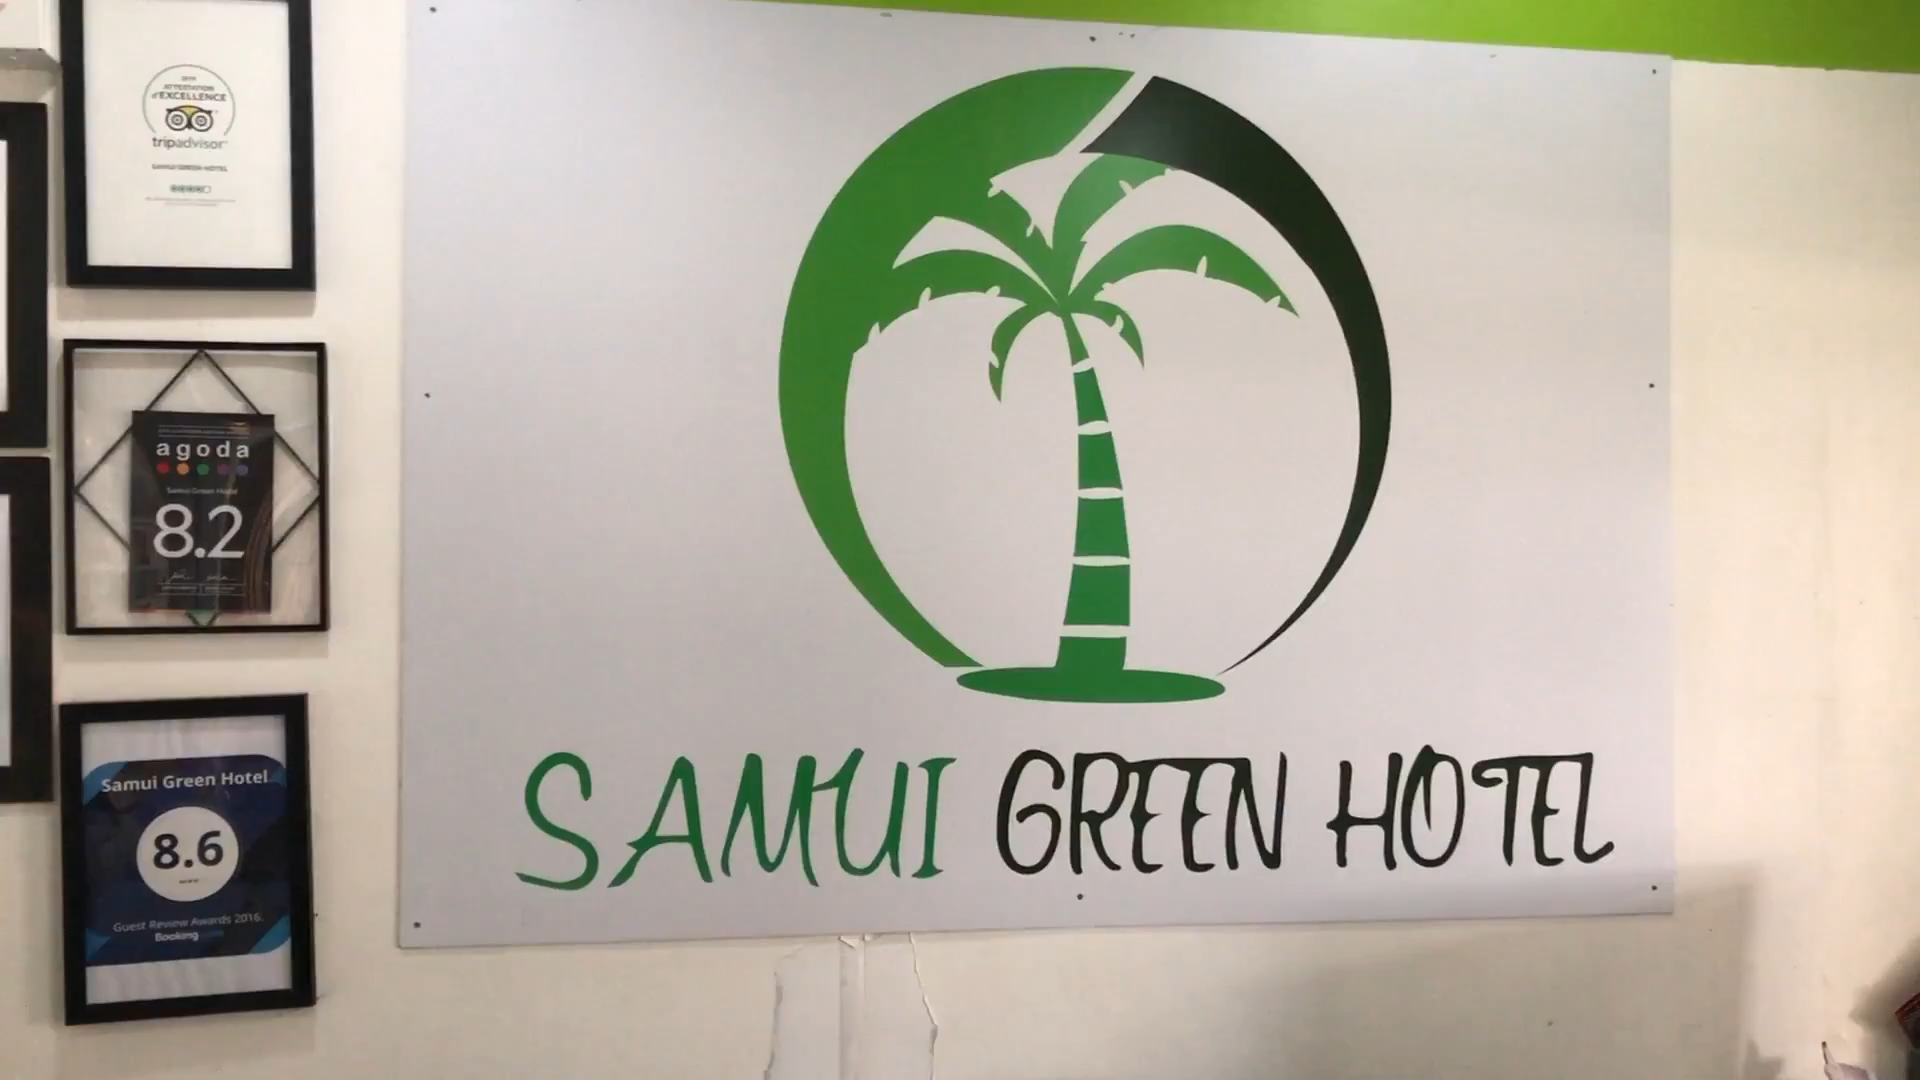 ATTESTATION
d'EXCELLENCE
tripadvisor
SAMUI GREEN HOTEL
agoda
Samui Green Hotel
8.2
Samui Green Hotel
8.6
Guest Review Awards 2016.
Booking.com
SAMUI GREEN HOTEL